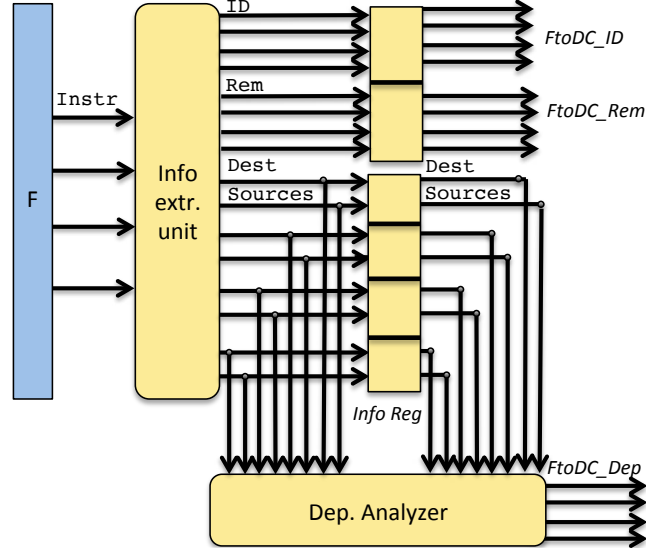 ID
FtoDC_ID
Instr
Rem
FtoDC_Rem
F
Info
extr.
unit
Dest
Sources
Dest
Sources
Info Reg
FtoDC_Dep
Dep. Analyzer